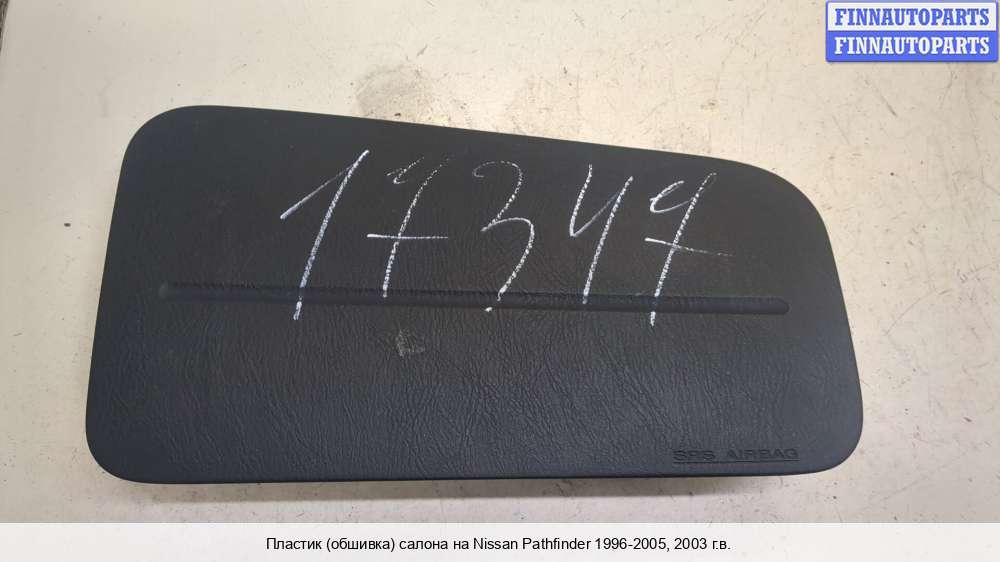 FINNAUTOPARTS
FINNAUTOPARTS
17347
SRS AIRBAG
Пластик (обшивка) салона на Nissan Pathfinder 1996-2005, 2003 г.в.